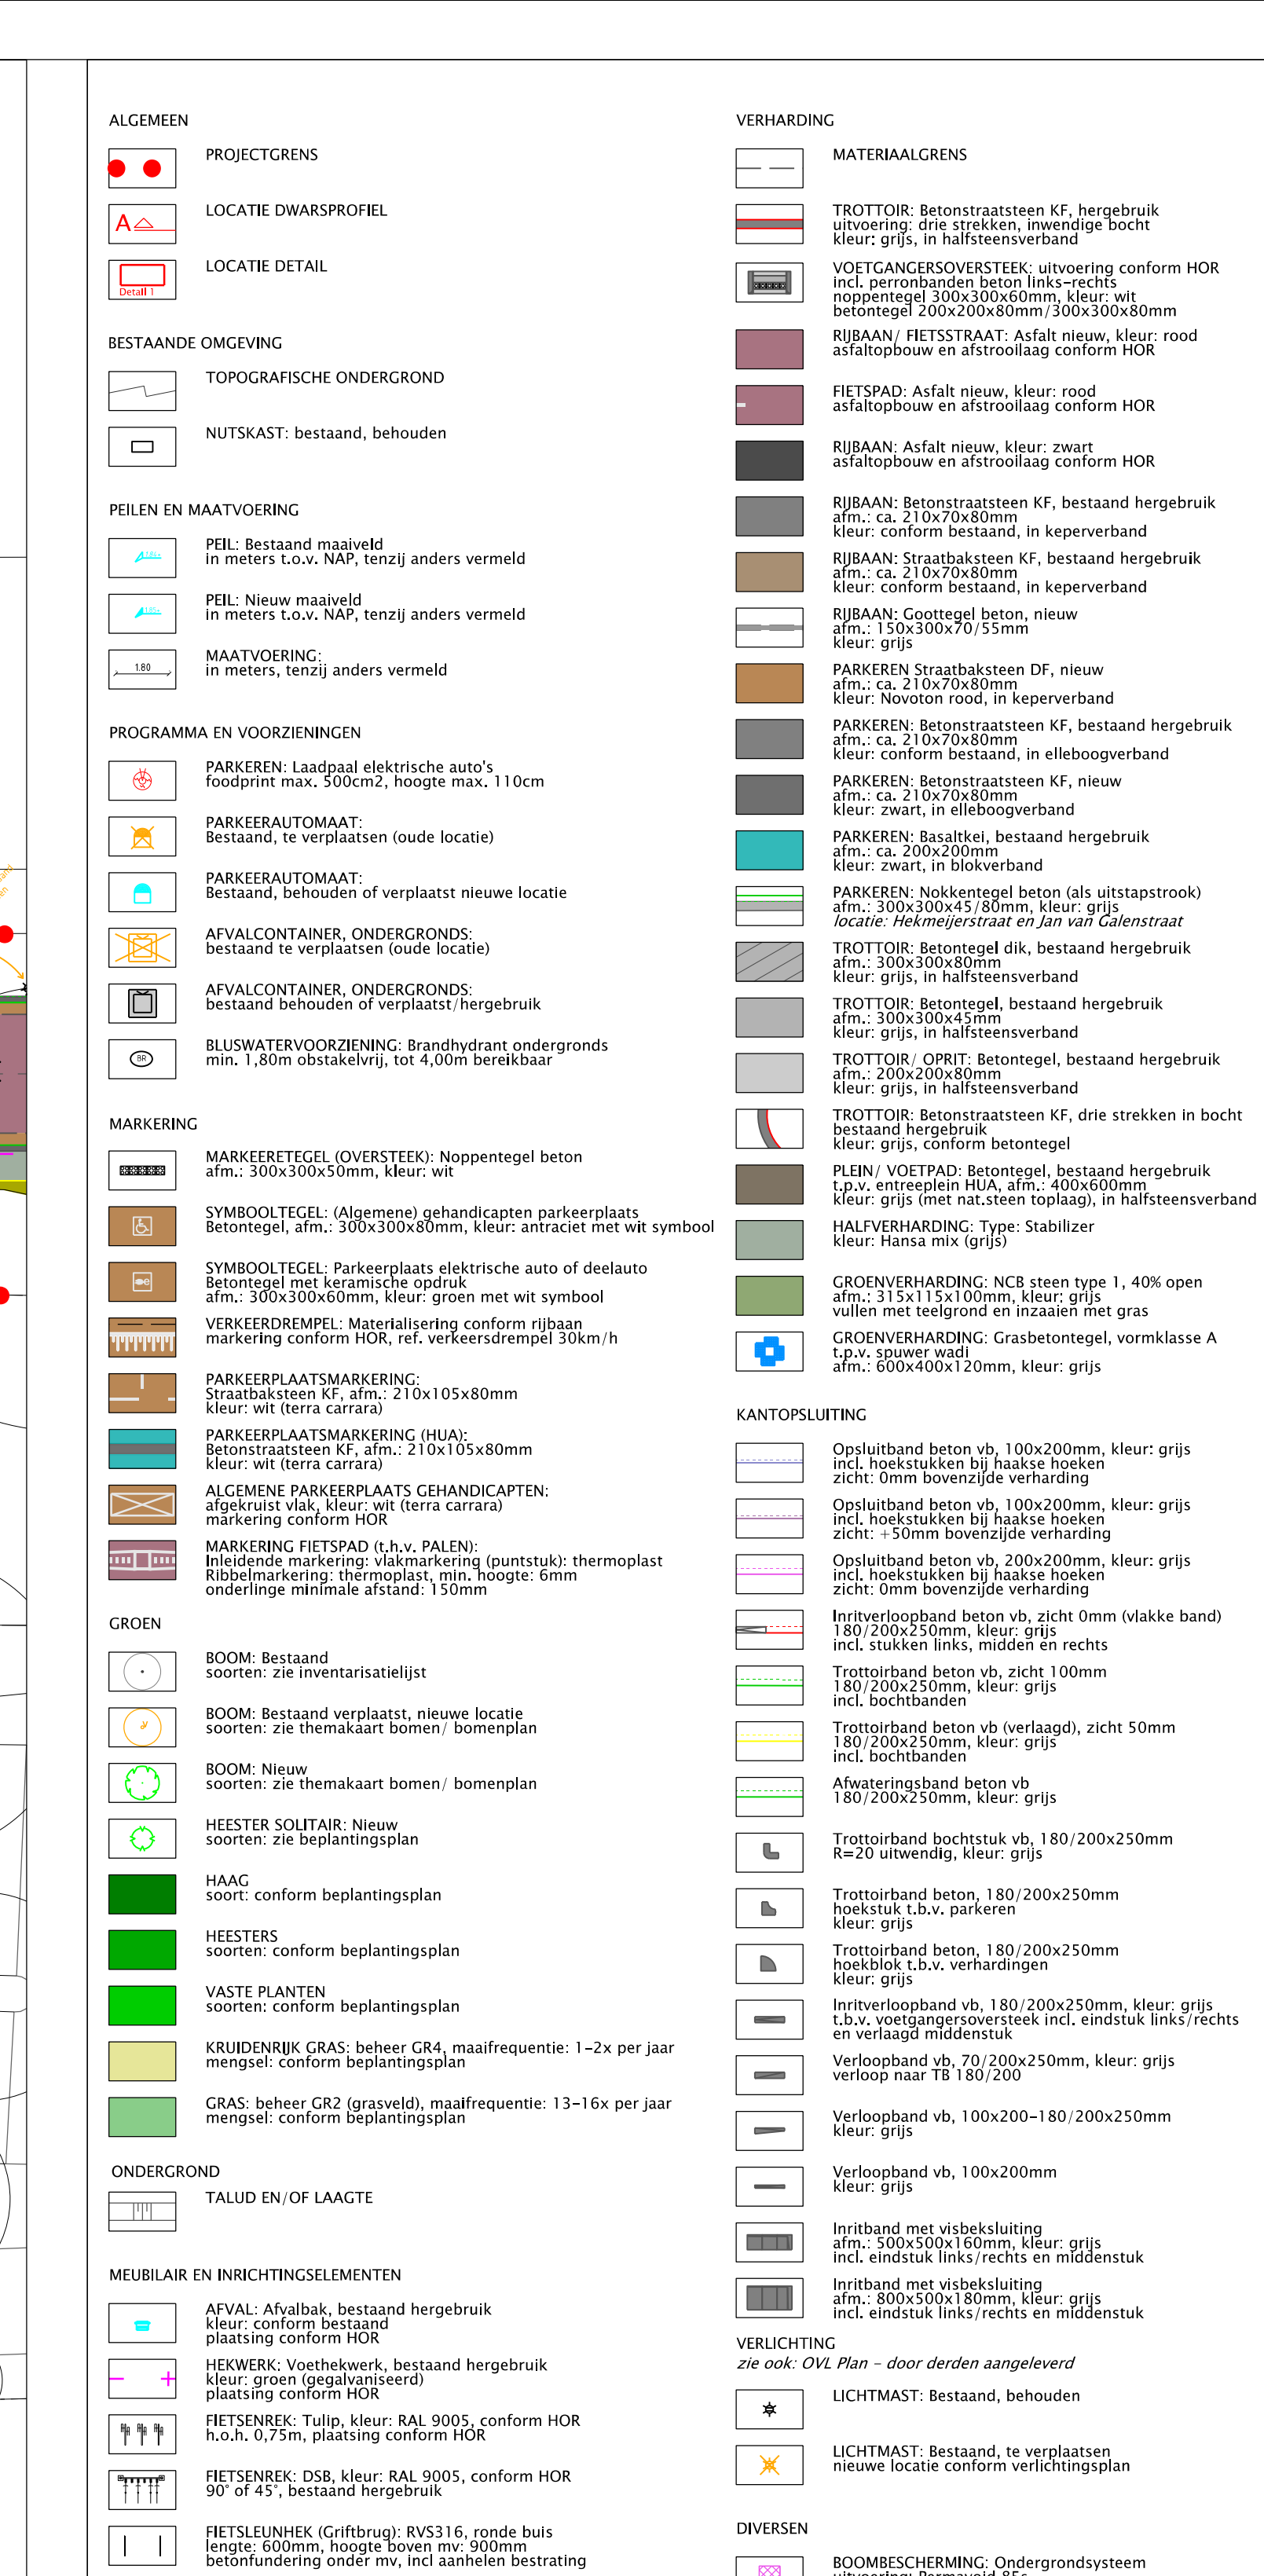 ALGEMEEN
PROJECTGRENS
A
LOCATIE DWARSPROFIEL
Detail 1
LOCATIE DETAIL
BESTAANDE OMGEVING
TOPOGRAFISCHE ONDERGROND
NUTSKAST: bestaand, behouden
PEILEN EN MAATVOERING
PEIL: Bestaand maaiveld
in meters t.o.v. NAP, tenzij anders vermeld
PEIL: Nieuw maaiveld
in meters t.o.v. NAP, tenzij anders vermeld
1.80
MAATVOERING:
in meters, tenzij anders vermeld
PROGRAMMA EN VOORZIENINGEN
PARKEREN: Laadpaal elektrische auto's
foodprint max. 500cm2, hoogte max. 110cm
PARKEERAUTOMAAT:
Bestaand, te verplaatsen (oude locatie)
PARKEERAUTOMAAT:
Bestaand, behouden of verplaatst nieuwe locatie
AFVALCONTAINER, ONDERGRONDS:
bestaand te verplaatsen (oude locatie)
AFVALCONTAINER, ONDERGRONDS:
bestaand behouden of verplaatst/hergebruik
BR
BLUSWATERVOORZIENING: Brandhydrant ondergronds
min. 1,80m obstakelvrij, tot 4,00m bereikbaar
MARKERING
MARKEERETEGEL (OVERSTEEK): Noppentegel beton
afm.: 300x300x50mm, kleur: wit
SYMBOOLTEGEL: (Algemene) gehandicapten parkeerplaats
Betontegel, afm.: 300x300x80mm, kleur: antraciet met wit symbool
SYMBOOLTEGEL: Parkeerplaats elektrische auto of deelauto
Betontegel met keramische opdruk
afm.: 300x300x60mm, kleur: groen met wit symbool
VERKEERDREMPEL: Materialisering conform rijbaan
markering conform HOR, ref. verkeersdrempel 30km/h
PARKEERPLAATSMARKERING:
Straatbaksteen KF, afm.: 210x105x80mm
kleur: wit (terra carrara)
PARKEERPLAATSMARKERING (HUA):
Betonstraatsteen KF, afm.: 210x105x80mm
kleur: wit (terra carrara)
ALGEMENE PARKEERPLAATS GEHANDICAPTEN:
afgekruist vlak, kleur: wit (terra carrara)
markering conform HOR
MARKERING FIETSPAD (t.h.v. PALEN):
Inleidende markering: vlakmarkering (puntstuk): thermoplast
Ribbelmarkering: thermoplast, min. hoogte: 6mm
onderlinge minimale afstand: 150mm
GROEN
BOOM: Bestaand
soorten: zie inventarisatielijst
BOOM: Bestaand verplaatst, nieuwe locatie
soorten: zie themakaart bomen/ bomenplan
BOOM: Nieuw
soorten: zie themakaart bomen/ bomenplan
HEESTER SOLITAIR: Nieuw
soorten: zie beplantingsplan
HAAG
soort: conform beplantingsplan
HEESTERS
soorten: conform beplantingsplan
VASTE PLANTEN
soorten: conform beplantingsplan
KRUIDENRIJK GRAS: beheer GR4, maaifrequentie: 1-2x per jaar
mengsel: conform beplantingsplan
GRAS: beheer GR2 (grasveld), maaifrequentie: 13-16x per jaar
mengsel: conform beplantingsplan
ONDERGROND
TALUD EN/OF LAAGTE
MEUBILAIR EN INRICHTINGSELEMENTEN
AFVAL: Afvalbak, bestaand hergebruik
kleur: conform bestaand
plaatsing conform HOR
HEKWERK: Voethekwerk, bestaand hergebruik
kleur: groen (gegalvaniseerd)
plaatsing conform HOR
FIETSENREK: Tulip, kleur: RAL 9005, conform HOR
h.o.h. 0,75m, plaatsing conform HOR
FIETSENREK: DSB, kleur: RAL 9005, conform HOR
90° of 45°, bestaand hergebruik
FIETSLEUNHEK (Griftbrug): RVS316, ronde buis
lengte: 600mm, hoogte boven mv: 900mm
betonfundering onder mv, incl aanhelen bestrating
VERHARDING
MATERIAALGRENS
TROTTOIR: Betonstraatsteen KF, hergebruik
uitvoering: drie strekken, inwendige bocht
kleur: grijs, in halfsteensverband
VOETGANGERSOVERSTEEK: uitvoering conform HOR
incl. perronbanden beton links-rechts
noppentegel 300x300x60mm, kleur: wit
betontegel 200x200x80mm/300x300x80mm
RIJBAAN/ FIETSSTRAAT: Asfalt nieuw, kleur: rood
asfaltopbouw en afstrooilaag conform HOR
FIETSPAD: Asfalt nieuw, kleur: rood
asfaltopbouw en afstrooilaag conform HOR
RIJBAAN: Asfalt nieuw, kleur: zwart
asfaltopbouw en afstrooilaag conform HOR
RIJBAAN: Betonstraatsteen KF, bestaand hergebruik
afm.: ca. 210x70x80mm
kleur: conform bestaand, in keperverband
RIJBAAN: Straatbaksteen KF, bestaand hergebruik
afm.: ca. 210x70x80mm
kleur: conform bestaand, in keperverband
RIJBAAN: Goottegel beton, nieuw
afm.: 150x300x70/55mm
kleur: grijs
PARKEREN Straatbaksteen DF, nieuw
afm.: ca. 210x70x80mm
kleur: Novoton rood, in keperverband
PARKEREN: Betonstraatsteen KF, bestaand hergebruik
afm.: ca. 210x70x80mm
kleur: conform bestaand, in elleboogverband
PARKEREN: Betonstraatsteen KF, nieuw
afm.: ca. 210x70x80mm
kleur: zwart, in elleboogverband
PARKEREN: Basaltkei, bestaand hergebruik
afm.: ca. 200x200mm
kleur: zwart, in blokverband
PARKEREN: Nokkentegel beton (als uitstapstrook)
afm.: 300x300x45/80mm, kleur: grijs
locatie: Hekmeijerstraat en Jan van Galenstraat
TROTTOIR: Betontegel dik, bestaand hergebruik
afm.: 300x300x80mm
kleur: grijs, in halfsteensverband
TROTTOIR: Betontegel, bestaand hergebruik
afm.: 300x300x45mm
kleur: grijs, in halfsteensverband
TROTTOIR/ OPRIT: Betontegel, bestaand hergebruik
afm.: 200x200x80mm
kleur: grijs, in halfsteensverband
TROTTOIR: Betonstraatsteen KF, drie strekken in bocht
bestaand hergebruik
kleur: grijs, conform betontegel
PLEIN/ VOETPAD: Betontegel, bestaand hergebruik
t.p.v. entreeplein HUA, afm.: 400x600mm
kleur: grijs (met nat.steen toplaag), in halfsteensverband
HALFVERHARDING: Type: Stabilizer
kleur: Hansa mix (grijs)
GROENVERHARDING: NCB steen type 1, 40% open
afm.: 315x115x100mm, kleur: grijs
vullen met teelgrond en inzaaien met gras
GROENVERHARDING: Grasbetontegel, vormklasse A
t.p.v. spuwer wadi
afm.: 600x400x120mm, kleur: grijs
KANTOPSLUITING
Opsluitband beton vb, 100x200mm, kleur: grijs
incl. hoekstukken bij haakse hoeken
zicht: 0mm bovenzijde verharding
Opsluitband beton vb, 100x200mm, kleur: grijs
incl. hoekstukken bij haakse hoeken
zicht: +50mm bovenzijde verharding
Opsluitband beton vb, 200x200mm, kleur: grijs
incl. hoekstukken bij haakse hoeken
zicht: 0mm bovenzijde verharding
Inritverloopband beton vb, zicht 0mm (vlakke band)
180/200x250mm, kleur: grijs
incl. stukken links, midden en rechts
Trottoirband beton vb, zicht 100mm
180/200x250mm, kleur: grijs
incl. bochtbanden
Trottoirband beton vb (verlaagd), zicht 50mm
180/200x250mm, kleur: grijs
incl. bochtbanden
Afwateringsband beton vb
180/200x250mm, kleur: grijs
Trottoirband bochtstuk vb, 180/200x250mm
R=20 uitwendig, kleur: grijs
Trottoirband beton, 180/200x250mm
hoekstuk t.b.v. parkeren
kleur: grijs
Trottoirband beton, 180/200x250mm
hoekblok t.b.v. verhardingen
kleur: grijs
Inritverloopband vb, 180/200x250mm, kleur: grijs
t.b.v. voetgangersoversteek incl. eindstuk links/rechts
en verlaagd middenstuk
Verloopband vb, 70/200x250mm, kleur: grijs
verloop naar TB 180/200
Verloopband vb, 100x200-180/200x250mm
kleur: grijs
Verloopband vb, 100x200mm
kleur: grijs
Inritband met visbeksluiting
afm.: 500x500x160mm, kleur: grijs
incl. eindstuk links/rechts en middenstuk
Inritband met visbeksluiting
afm.: 800x500x180mm, kleur: grijs
incl. eindstuk links/rechts en middenstuk
VERLICHTING
zie ook: OVL Plan - door derden aangeleverd
LICHTMAST: Bestaand, behouden
LICHTMAST: Bestaand, te verplaatsen
nieuwe locatie conform verlichtingsplan
DIVERSEN
BOOMBESCHERMING: Ondergrondsysteem